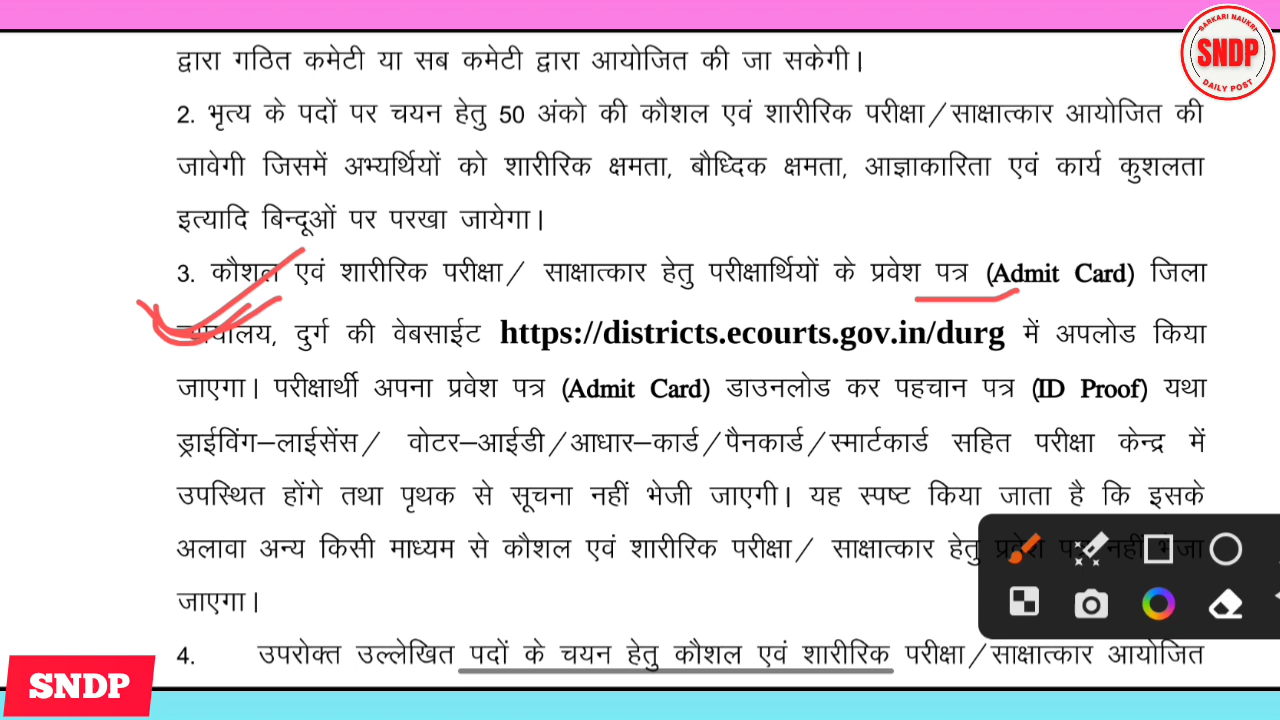 SARKARI NAUKRI
SNDP
DAILY POST
द्वारा गठित कमेटी या सब कमेटी द्वारा आयोजित की जा सकेगी।
2. भृत्य के पदों पर चयन हेतु 50 अंको की कौशल एवं शारीरिक परीक्षा/साक्षात्कार आयोजित की
जावेगी जिसमें अभ्यर्थियों को शारीरिक क्षमता, बौध्दिक क्षमता, आज्ञाकारिता एवं कार्य कुशलता
इत्यादि बिन्दूओं पर परखा जायेगा।
3. कौशल एवं शारीरिक परीक्षा/ साक्षात्कार हेतु परीक्षार्थियों के प्रवेश पत्र (Admit Card) जिला
न्यायालय, दुर्ग की वेबसाईट https://districts.ecourts.gov.in/durg में अपलोड किया
जाएगा। परीक्षार्थी अपना प्रवेश पत्र (Admit Card) डाउनलोड कर पहचान पत्र (ID Proof) यथा
ड्राईविंग–लाईसेंस/ वोटर–आईडी/आधार–कार्ड/पैनकार्ड/स्मार्टकार्ड सहित परीक्षा केन्द्र में
उपस्थित होंगे तथा पृथक से सूचना नहीं भेजी जाएगी। यह स्पष्ट किया जाता है कि इसके
अलावा अन्य किसी माध्यम से कौशल एवं शारीरिक परीक्षा/ साक्षात्कार हेतु प्रवेश पत्र नहीं भेजा
जाएगा।
4. उपरोक्त उल्लेखित पदों के चयन हेतु कौशल एवं शारीरिक परीक्षा/साक्षात्कार आयोजित
SNDP